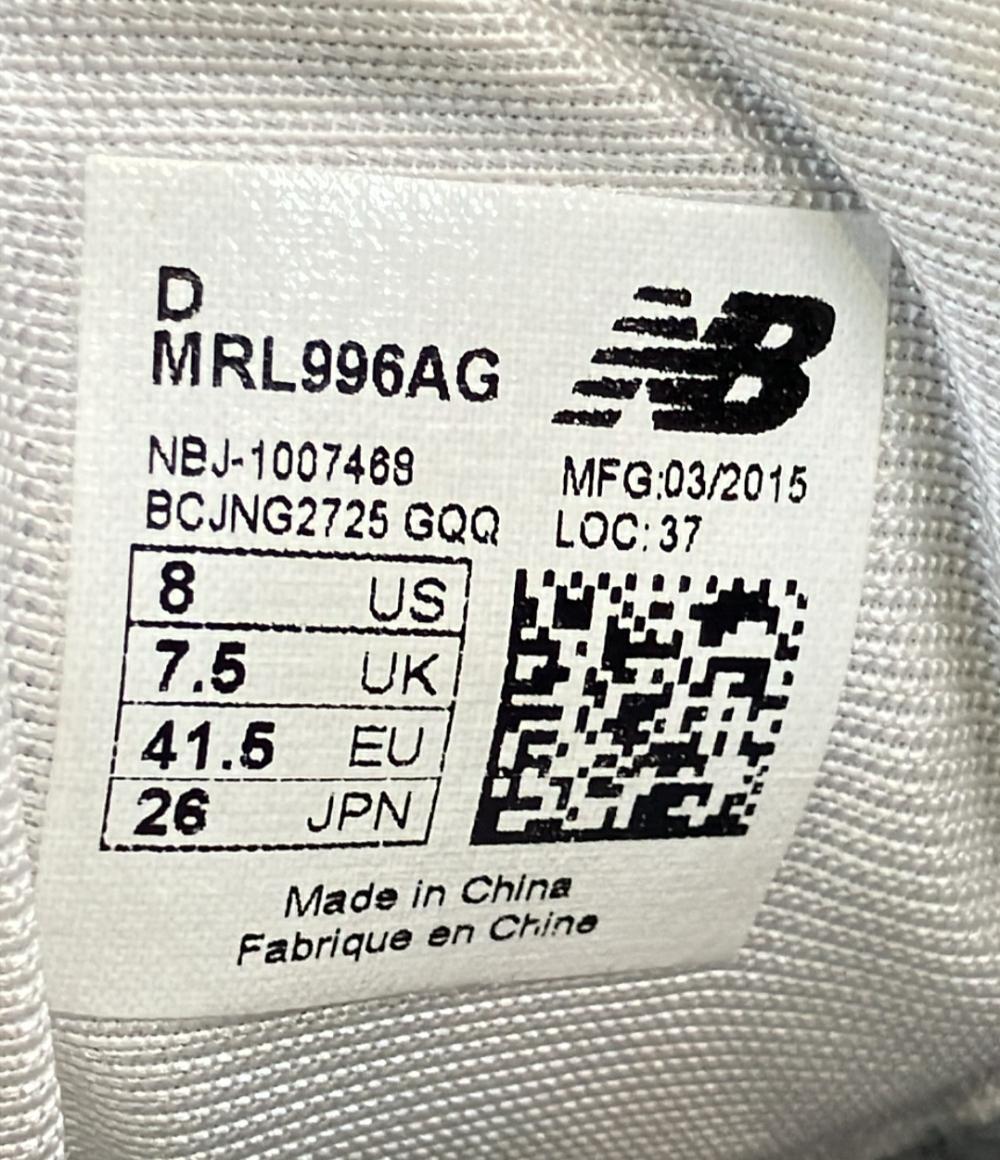 D
MRL996AG
NB
NBJ-1007469
BCJNG2725 GQQ
MFG:03/2015
LOC: 37
8 US
7.5 UK
41.5 EU
26 JPN
Made in China
Fabrique en Chine